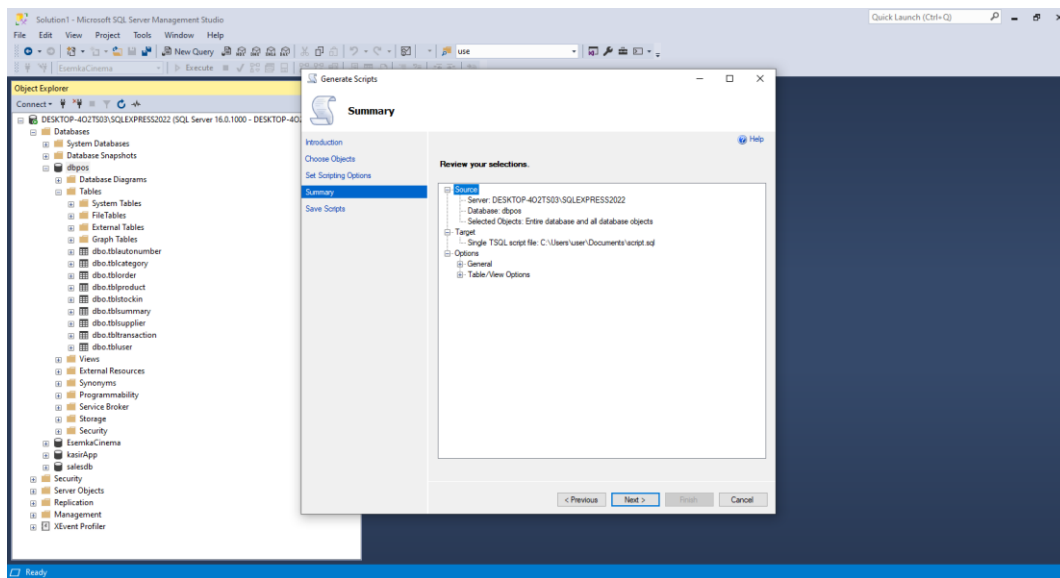 Solution1 - Microsoft SQL Server Management Studio
Quick Launch (Ctrl+Q)
File Edit View Project Tools Window Help
New Query
use
EsemkaCinema
Execute
Object Explorer
Connect
DESKTOP-4O2TS03\SQLEXPRESS2022 (SQL Server 16.0.1000 - DESKTOP-4O
Databases
System Databases
Database Snapshots
dbpos
Database Diagrams
Tables
System Tables
FileTables
External Tables
Graph Tables
dbo.tblautonumber
dbo.tblcategory
dbo.tblorder
dbo.tblproduct
dbo.tblstockin
dbo.tblsummary
dbo.tblsupplier
dbo.tbltransaction
dbo.tbluser
Views
External Resources
Synonyms
Programmability
Service Broker
Storage
Security
EsemkaCinema
kasirApp
salesdb
Security
Server Objects
Replication
Management
XEvent Profiler
Generate Scripts
Summary
Introduction
Choose Objects
Set Scripting Options
Summary
Save Scripts
Help
Review your selections.
Source
Server: DESKTOP-4O2TS03\SQLEXPRESS2022
Database: dbpos
Selected Objects: Entire database and all database objects
Target
Single TSQL script file: C:\Users\user\Documents\script.sql
Options
General
Table/View Options
< Previous Next > Finish Cancel
Ready